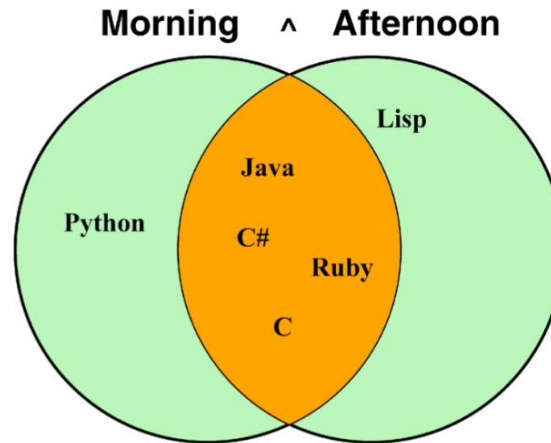 Morning ^ Afternoon
Lisp
Java
Python
C#
Ruby
C